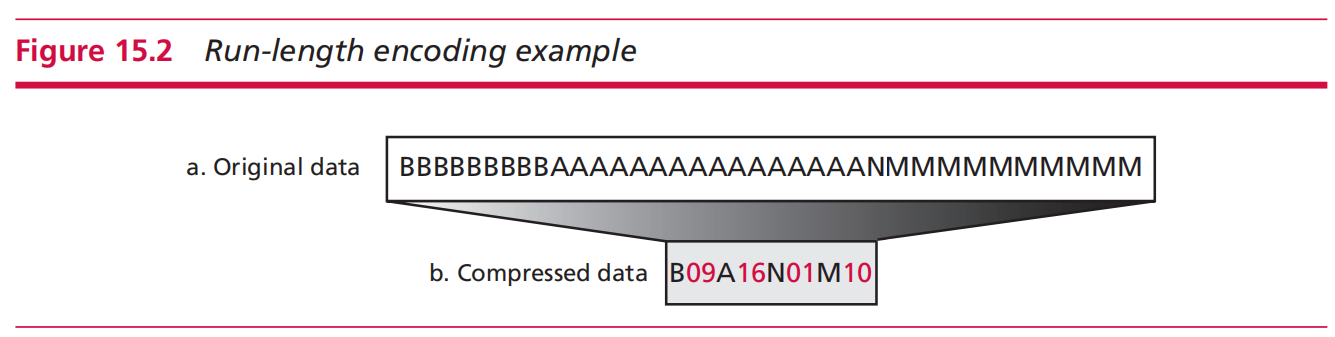 Figure 15.2 Run-length encoding example
a. Original data BBBBBBBBBAAAAAAAAAAAAAAAANMMMMMMMMMM
b. Compressed data B09A16N01M10